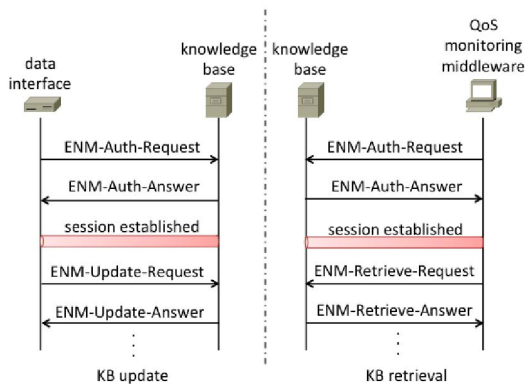 data
interface
knowledge
base
ENM-Auth-Request
ENM-Auth-Answer
session established
ENM-Update-Request
ENM-Update-Answer
KB update
knowledge
base
QoS
monitoring
middleware
ENM-Auth-Request
ENM-Auth-Answer
session established
ENM-Retrieve-Request
ENM-Retrieve-Answer
KB retrieval